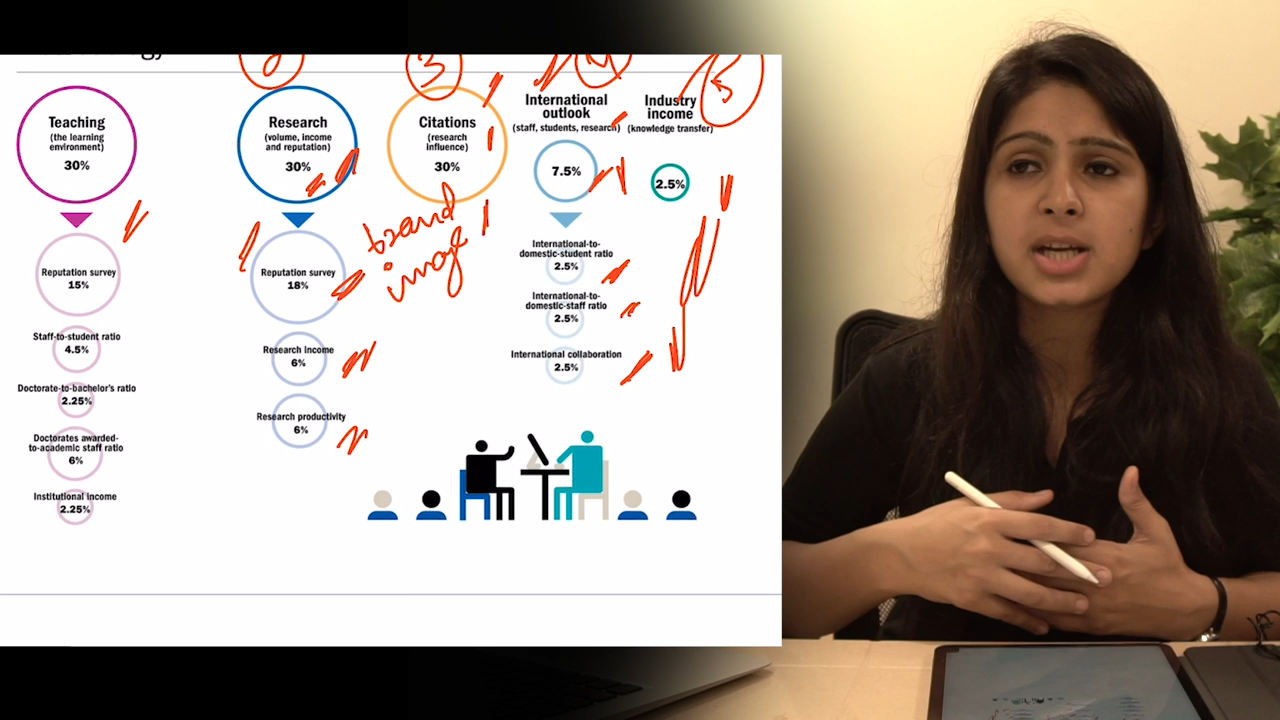 2
3
4
5
Teaching
(the learning
environment)
30%
Reputation survey
15%
Staff-to-student ratio
4.5%
Doctorate-to-bachelor's ratio
2.25%
Doctorates awarded-
to-academic staff ratio
6%
Institutional income
2.25%
Research
(volume, income
and reputation)
30%
Reputation survey
18%
Research income
6%
Research productivity
6%
Citations
(research
influence)
30%
brand
image
International
outlook
(staff, students, research)
7.5%
International-to-
domestic-student ratio
2.5%
International-to-
domestic-staff ratio
2.5%
International collaboration
2.5%
Industry
income
(knowledge transfer)
2.5%